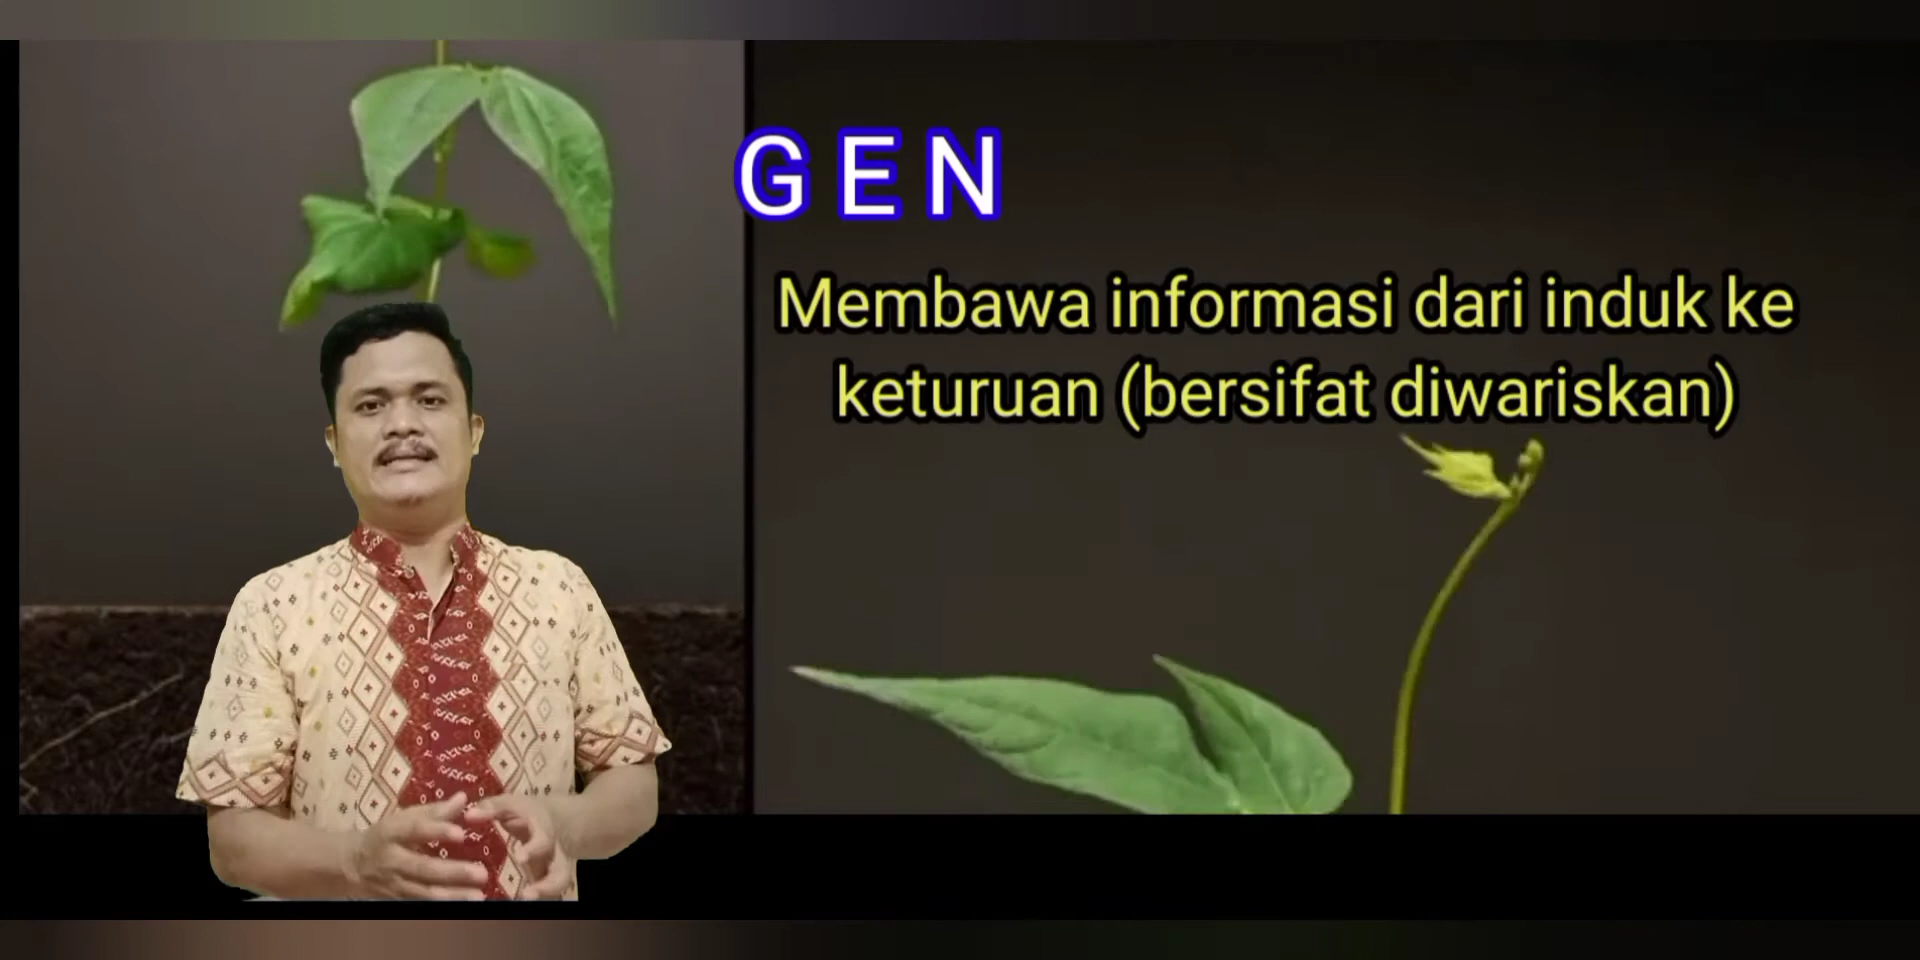 G E N
Membawa informasi dari induk ke
keturuan (bersifat diwariskan)